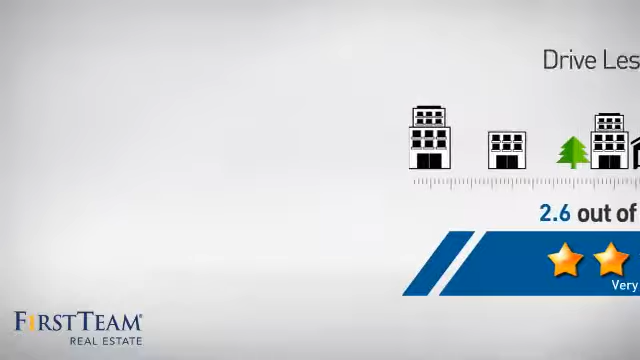 Drive Les
2.6 out of
Very
FIRSTTEAM®
REAL ESTATE